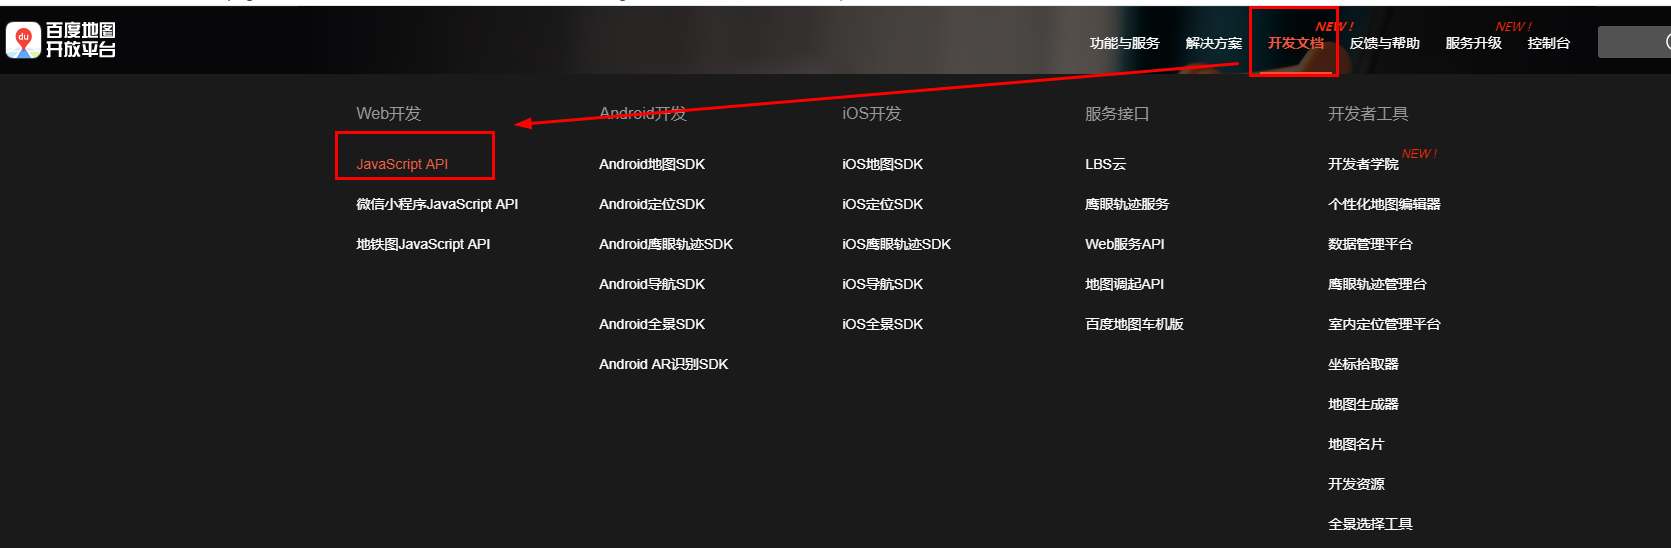 百度地图
开放平台
du
功能与服务
解决方案
开发文档
NEW !
反馈与帮助
服务升级
NEW !
控制台
Web开发
JavaScript API
微信小程序JavaScript API
地铁图JavaScript API
Android开发
Android地图SDK
Android定位SDK
Android鹰眼轨迹SDK
Android导航SDK
Android全景SDK
Android AR识别SDK
iOS开发
iOS地图SDK
iOS定位SDK
iOS鹰眼轨迹SDK
iOS导航SDK
iOS全景SDK
服务接口
LBS云
鹰眼轨迹服务
Web服务API
地图调起API
百度地图车机版
开发者工具
开发者学院
NEW !
个性化地图编辑器
数据管理平台
鹰眼轨迹管理台
室内定位管理平台
坐标拾取器
地图生成器
地图名片
开发资源
全景选择工具